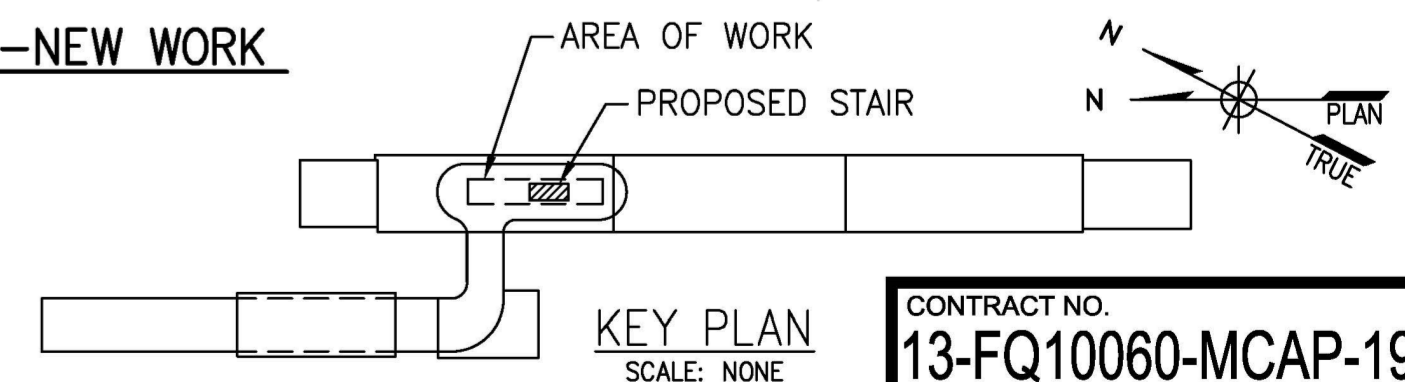 –NEW WORK
AREA OF WORK
PROPOSED STAIR
N
N
PLAN
TRUE
KEY PLAN
SCALE: NONE
CONTRACT NO.
13-FQ10060-MCAP-19